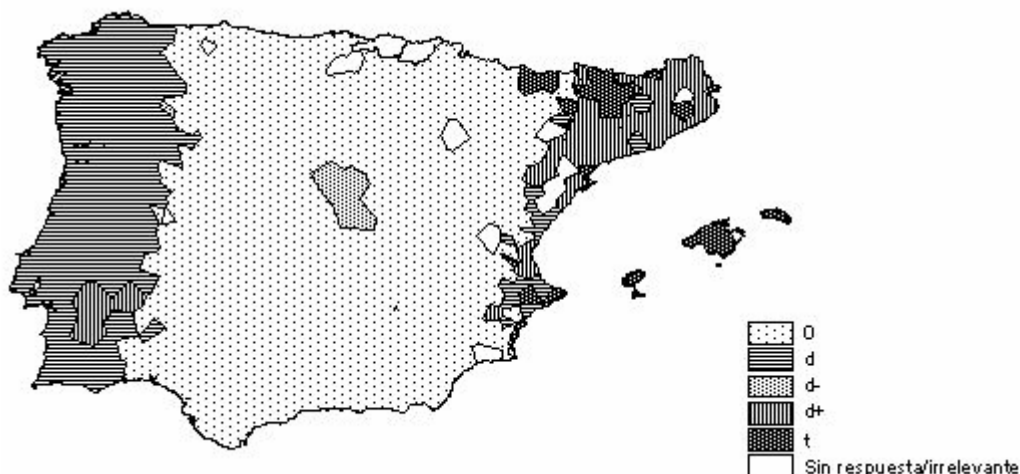 0
d
d-
d+
t
Sin respuesta/irrelevante